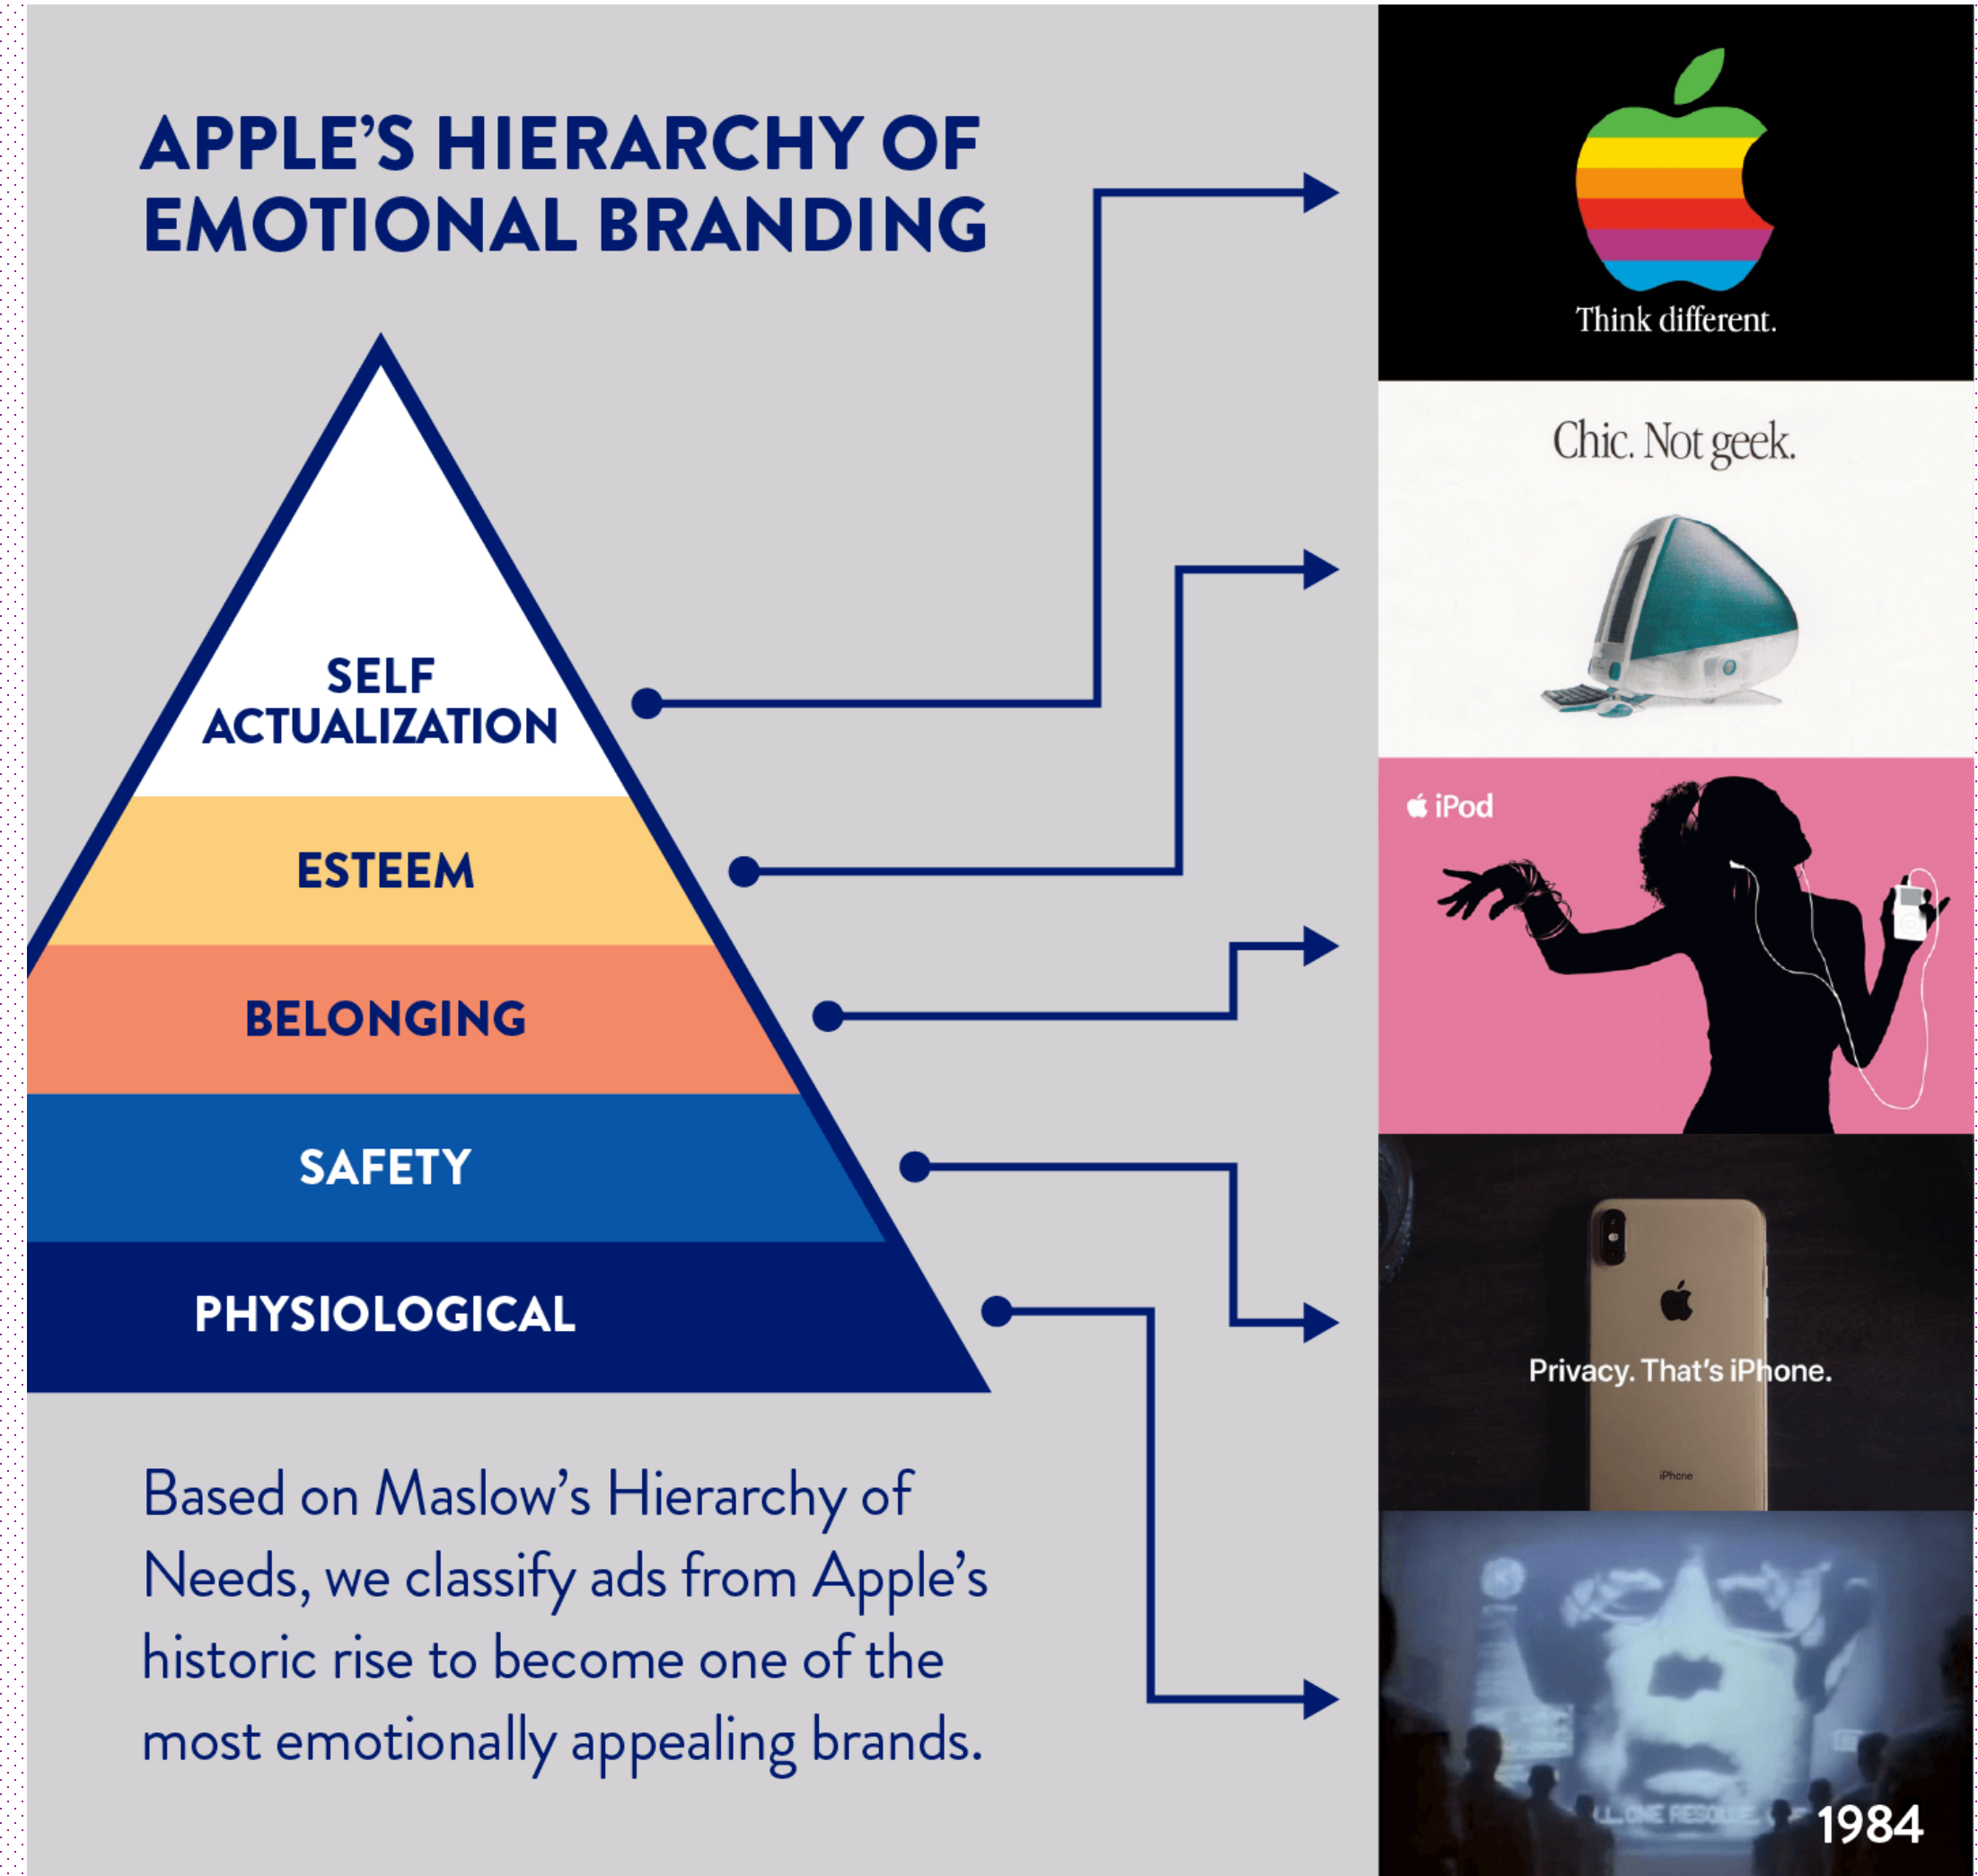 APPLE'S HIERARCHY OF
EMOTIONAL BRANDING
SELF
ACTUALIZATION
ESTEEM
BELONGING
SAFETY
PHYSIOLOGICAL
Based on Maslow's Hierarchy of
Needs, we classify ads from Apple's
historic rise to become one of the
most emotionally appealing brands.
Think different.
Chic. Not geek.
iPod
Privacy. That's iPhone.
iPhone
ONE
1984